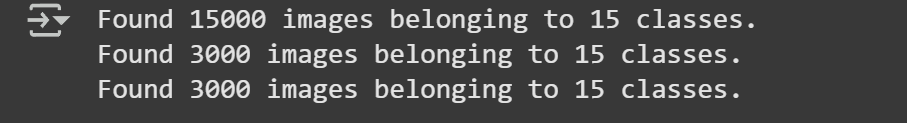 Found 15000 images belonging to 15 classes.
Found 3000 images belonging to 15 classes.
Found 3000 images belonging to 15 classes.